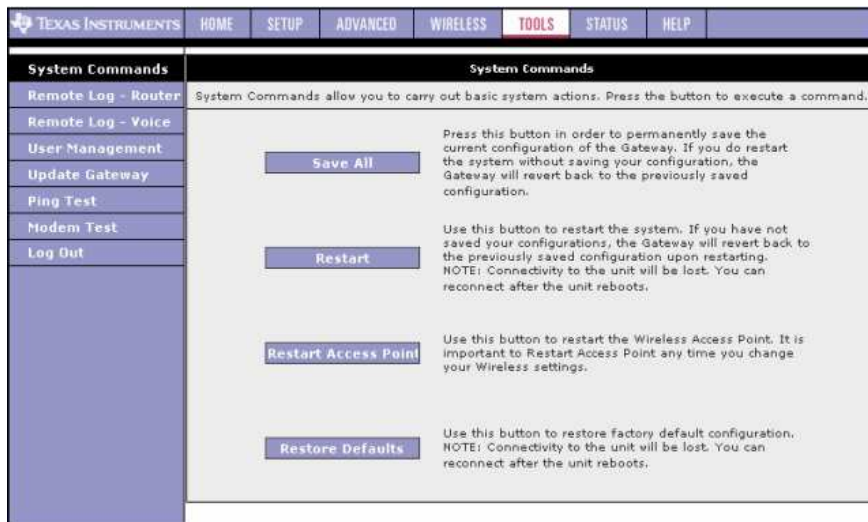 TEXAS INSTRUMENTS
HOME
SETUP
ADVANCED
WIRELESS
TOOLS
STATUS
HELP
System Commands
Remote Log - Router
Remote Log - Voice
User Management
Update Gateway
Ping Test
Modem Test
Log Out
System Commands
System Commands allow you to carry out basic system actions. Press the button to execute a command.
Save All
Press this button in order to permanently save the
current configuration of the Gateway. If you do restart
the system without saving your configuration, the
Gateway will revert back to the previously saved
configuration.
Restart
Use this button to restart the system. If you have not
saved your configurations, the Gateway will revert back to
the previously saved configuration upon restarting.
NOTE: Connectivity to the unit will be lost. You can
reconnect after the unit reboots.
Restart Access Point
Use this button to restart the Wireless Access Point. It is
important to Restart Access Point any time you change
your Wireless settings.
Restore Defaults
Use this button to restore factory default configuration.
NOTE: Connectivity to the unit will be lost. You can
reconnect after the unit reboots.